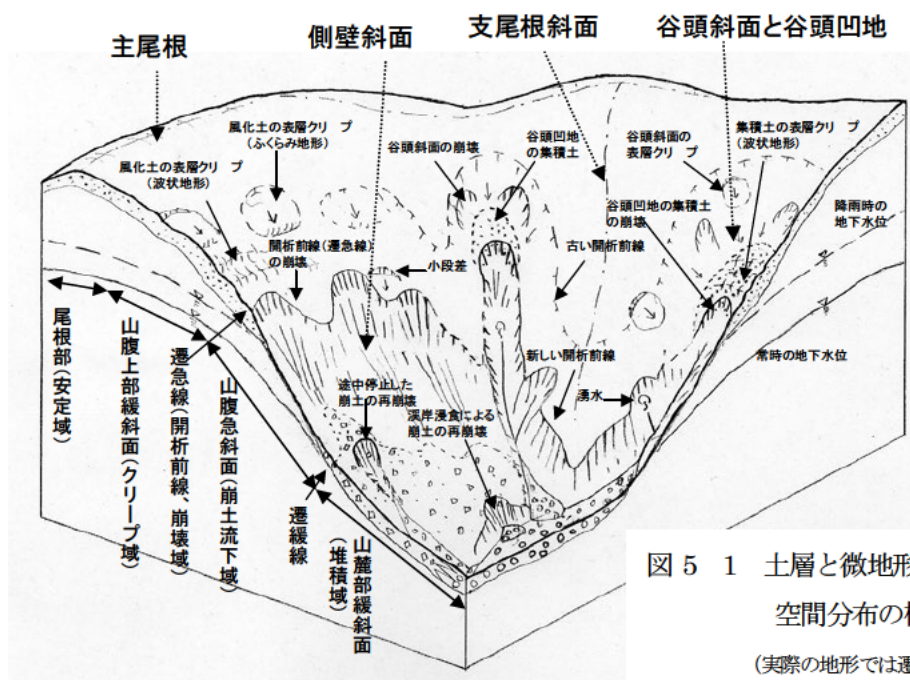 主尾根
側壁斜面
支尾根斜面
谷頭斜面と谷頭凹地
風化土の表層クリープ
(ふくらみ地形)
風化土の表層クリープ
(波状地形)
谷頭斜面の崩壊
谷頭凹地
の集積土
谷頭斜面の
表層クリープ
集積土の表層クリープ
(波状地形)
谷頭凹地の集積土
の崩壊
降雨時の
地下水位
開析前線(遷急線)
の崩壊
小段差
古い開析前線
新しい開析前線
湧水
常時の地下水位
途中停止した
崩土の再崩壊
渓岸浸食による
崩土の再崩壊
尾根部(安定域)
山腹上部緩斜面(クリープ域)
遷急線(開析前線、崩壊域)
山腹急斜面(崩土流下域)
遷緩線
山麓部緩斜面
(堆積域)
図 5 1 土層と微地形
空間分布の
(実際の地形では遷